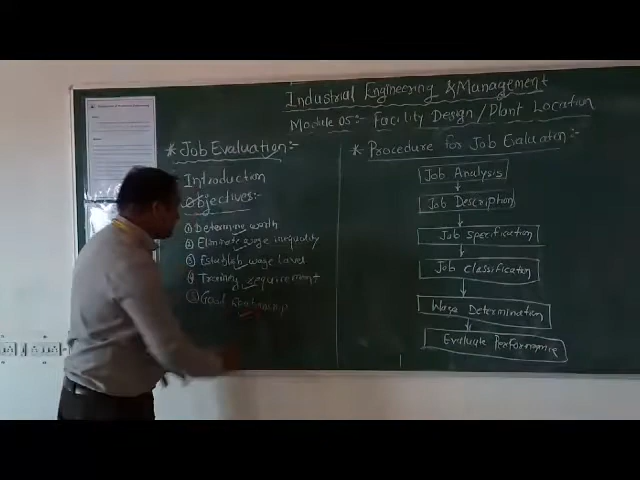 Industrial Engineering & Management
Module 05:- Facility Design/Plant Location
* Job Evaluation:-
Introduction
Objectives:-
① Determine worth
② Eliminate wage inequality
③ Establish wage Level
④ Training requirement
⑤ Good
* Procedure for Job Evaluation:-
Job Analysis
Job Description
Job Specification
Job Classification
Wage Determination
Evaluate